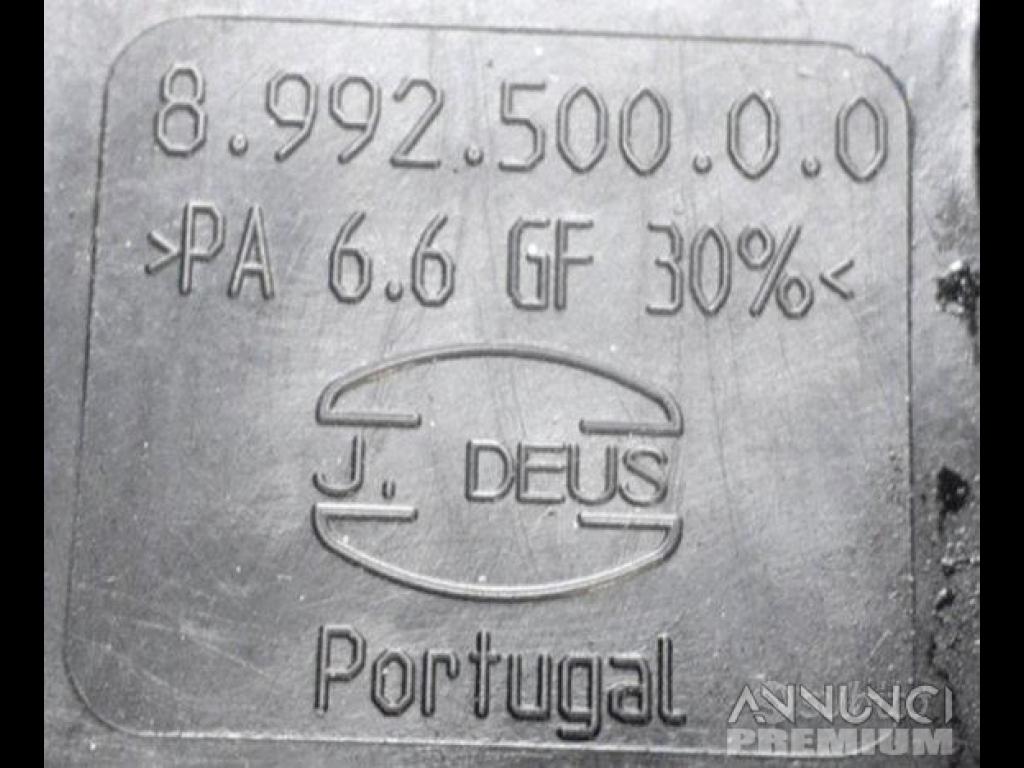 8.992.500.0.0
>PA 6.6 GF 30%<
J. DEUS
Portugal
ANNUNCI
PREMIUM